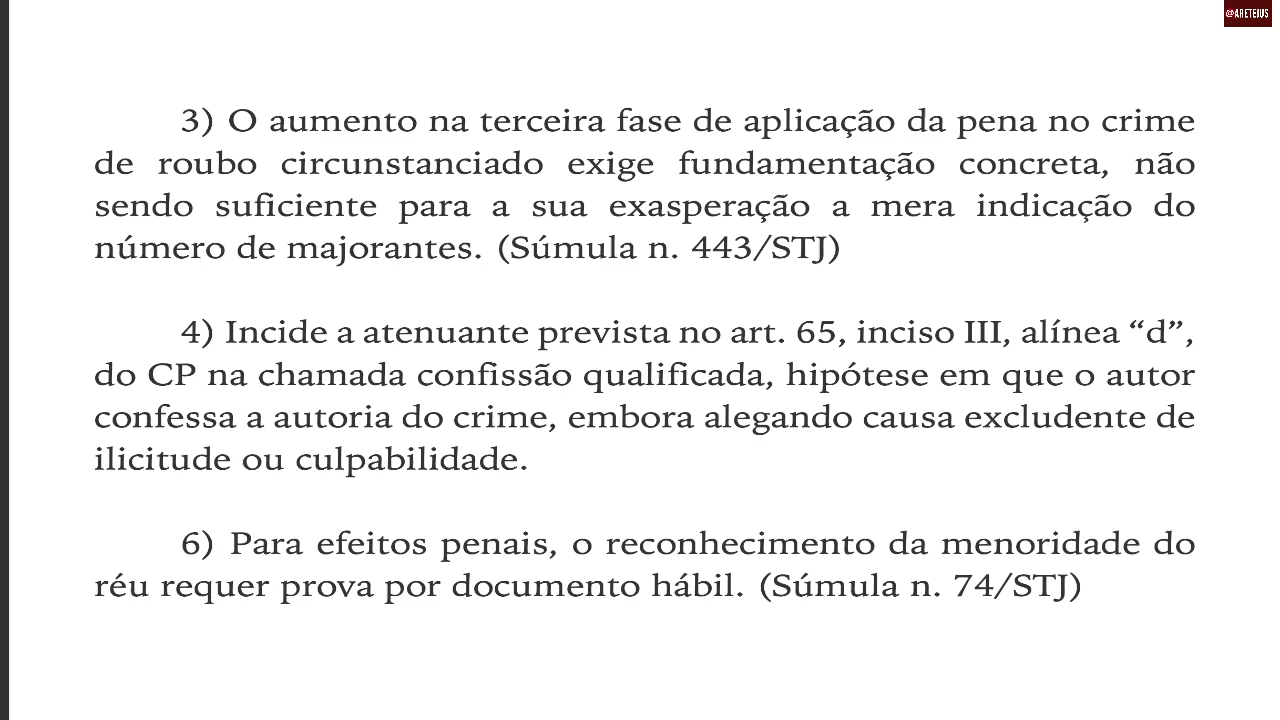 @ARETEJUS
3) O aumento na terceira fase de aplicação da pena no crime
de roubo circunstanciado exige fundamentação concreta, não
sendo suficiente para a sua exasperação a mera indicação do
número de majorantes. (Súmula n. 443/STJ)
4) Incide a atenuante prevista no art. 65, inciso III, alínea “d”,
do CP na chamada confissão qualificada, hipótese em que o autor
confessa a autoria do crime, embora alegando causa excludente de
ilicitude ou culpabilidade.
6) Para efeitos penais, o reconhecimento da menoridade do
réu requer prova por documento hábil. (Súmula n. 74/STJ)